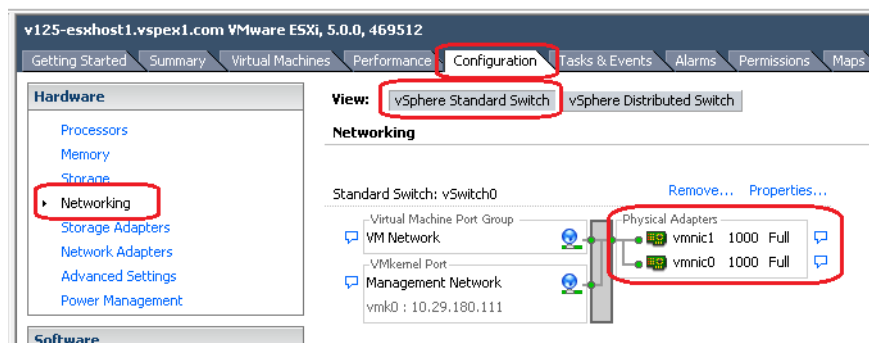 v125-esxhost1.vspex1.com VMware ESXi, 5.0.0, 469512
Getting Started Summary Virtual Machines Performance Configuration Tasks & Events Alarms Permissions Maps
Hardware
Processors
Memory
Storage
Networking
Storage Adapters
Network Adapters
Advanced Settings
Power Management
Software
View: vSphere Standard Switch vSphere Distributed Switch
Networking
Standard Switch: vSwitch0 Remove... Properties...
Virtual Machine Port Group
VM Network
VMkernel Port
Management Network
vmk0 : 10.29.180.111
Physical Adapters
vmnic1 1000 Full
vmnic0 1000 Full